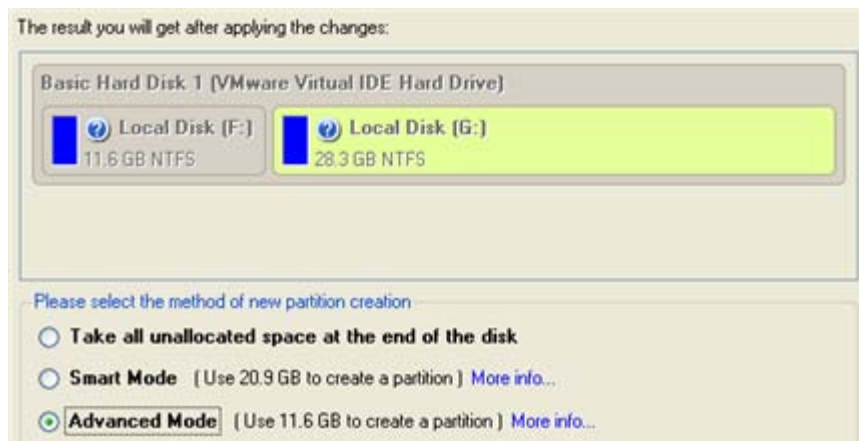 The result you will get after applying the changes:
Basic Hard Disk 1 (VMware Virtual IDE Hard Drive)
Local Disk (F:)
11.6 GB NTFS
Local Disk (G:)
28.3 GB NTFS
Please select the method of new partition creation
Take all unallocated space at the end of the disk
Smart Mode ( Use 20.9 GB to create a partition ) More info...
Advanced Mode ( Use 11.6 GB to create a partition ) More info...